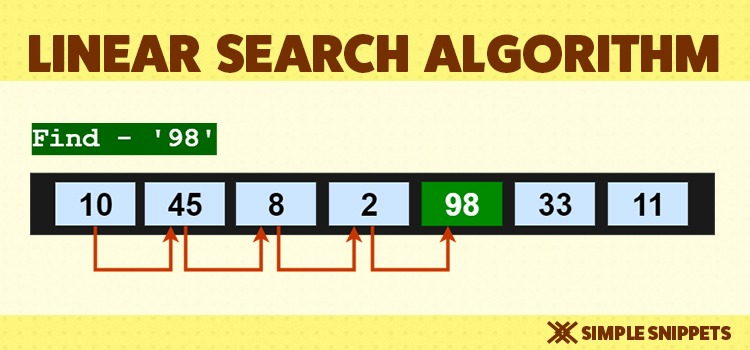 LINEAR SEARCH ALGORITHM
Find - '98'
10 45 8 2 98 33 11
SIMPLE SNIPPETS